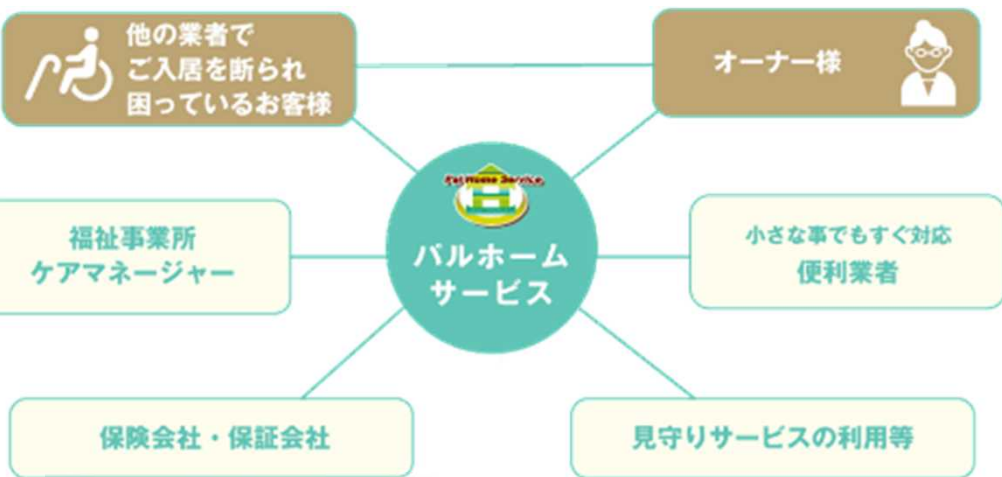 他の業者で
ご入居を断られ
困っているお客様
オーナー様
Pal Home Service
バルホーム
サービス
福祉事業所
ケアマネージャー
小さな事でもすぐ対応
便利業者
保険会社・保証会社
見守りサービスの利用等